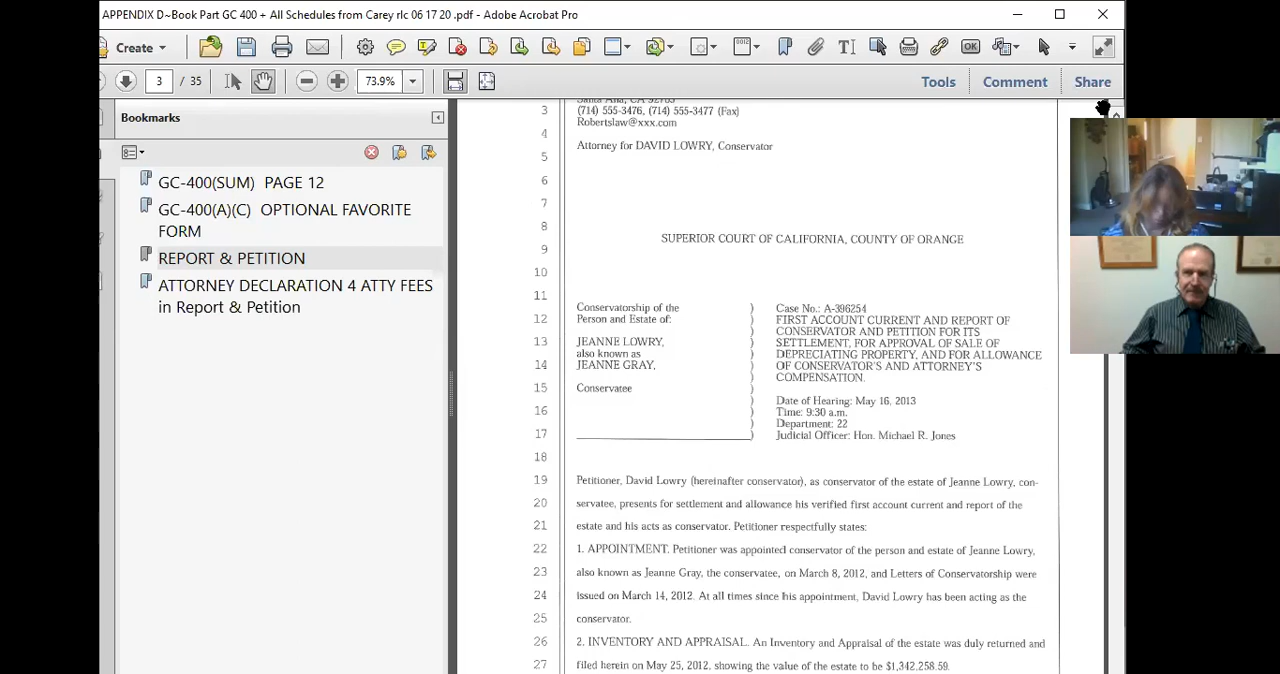 APPENDIX D~Book Part GC 400 + All Schedules from Carey rlc 06 17 20 .pdf - Adobe Acrobat Pro
Create
3 / 35
73.9%
Tools
Comment
Share
Bookmarks
GC-400(SUM) PAGE 12
GC-400(A)(C) OPTIONAL FAVORITE
FORM
REPORT & PETITION
ATTORNEY DECLARATION 4 ATTY FEES
in Report & Petition
Santa Ana, CA 92705
3 (714) 555-3476, (714) 555-3477 (Fax)
Robertslaw@xxx.com
4
Attorney for DAVID LOWRY, Conservator
5
6
7
8
SUPERIOR COURT OF CALIFORNIA, COUNTY OF ORANGE
9
10
11
Conservatorship of the ) Case No.: A-396254
12 Person and Estate of: ) FIRST ACCOUNT CURRENT AND REPORT OF
) CONSERVATOR AND PETITION FOR ITS
13 JEANNE LOWRY, ) SETTLEMENT, FOR APPROVAL OF SALE OF
also known as ) DEPRECIATING PROPERTY, AND FOR ALLOWANCE
14 JEANNE GRAY, ) OF CONSERVATOR'S AND ATTORNEY'S
) COMPENSATION.
15 Conservatee )
) Date of Hearing: May 16, 2013
16 ) Time: 9:30 a.m.
) Department: 22
17 ) Judicial Officer: Hon. Michael R. Jones
18
19 Petitioner, David Lowry (hereinafter conservator), as conservator of the estate of Jeanne Lowry, con-
20 servatee, presents for settlement and allowance his verified first account current and report of the
21 estate and his acts as conservator. Petitioner respectfully states:
22 1. APPOINTMENT. Petitioner was appointed conservator of the person and estate of Jeanne Lowry,
23 also known as Jeanne Gray, the conservatee, on March 8, 2012, and Letters of Conservatorship were
24 issued on March 14, 2012. At all times since his appointment, David Lowry has been acting as the
25 conservator.
26 2. INVENTORY AND APPRAISAL. An Inventory and Appraisal of the estate was duly returned and
27 filed herein on May 25, 2012, showing the value of the estate to be $1,342,258.59.